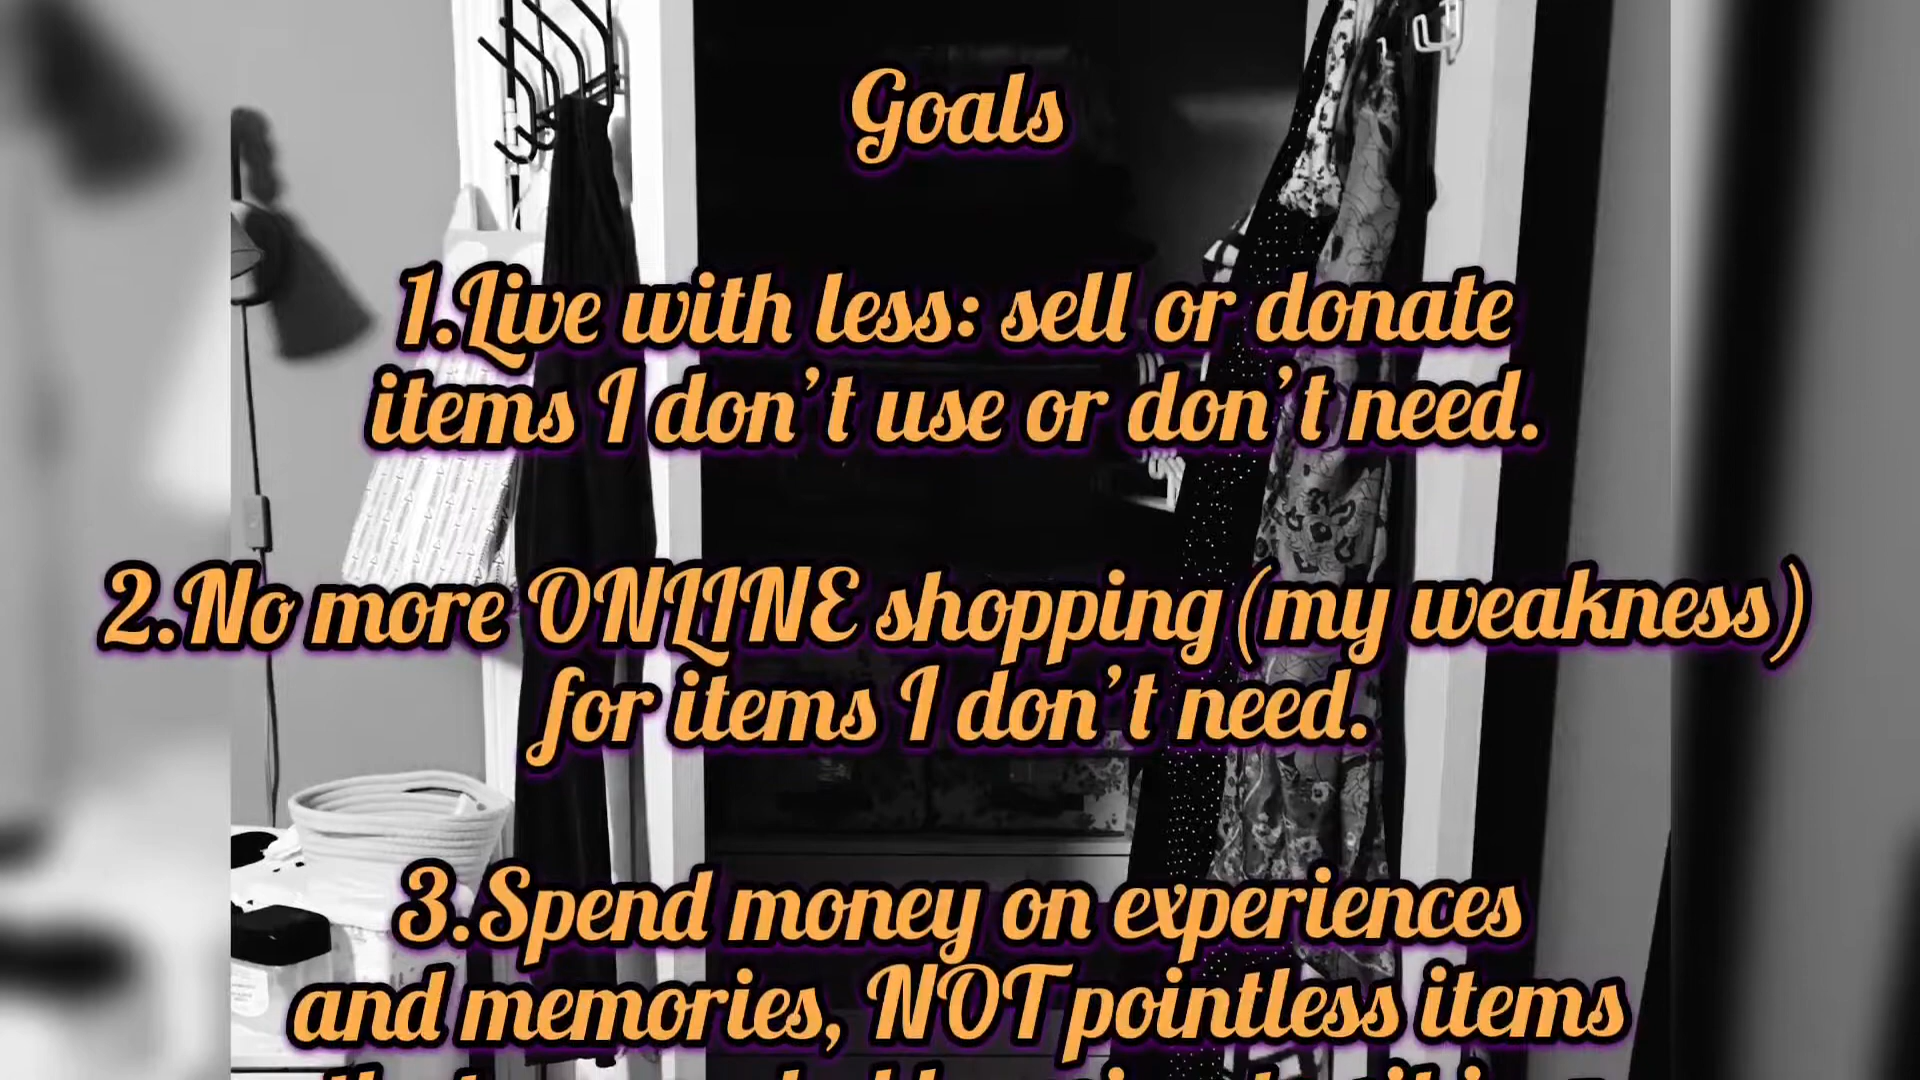 Goals
1.Live with less: sell or donate
items I don't use or don't need.
2.No more ONLINE shopping (my weakness)
for items I don't need.
3.Spend money on experiences
and memories, NOT pointless items